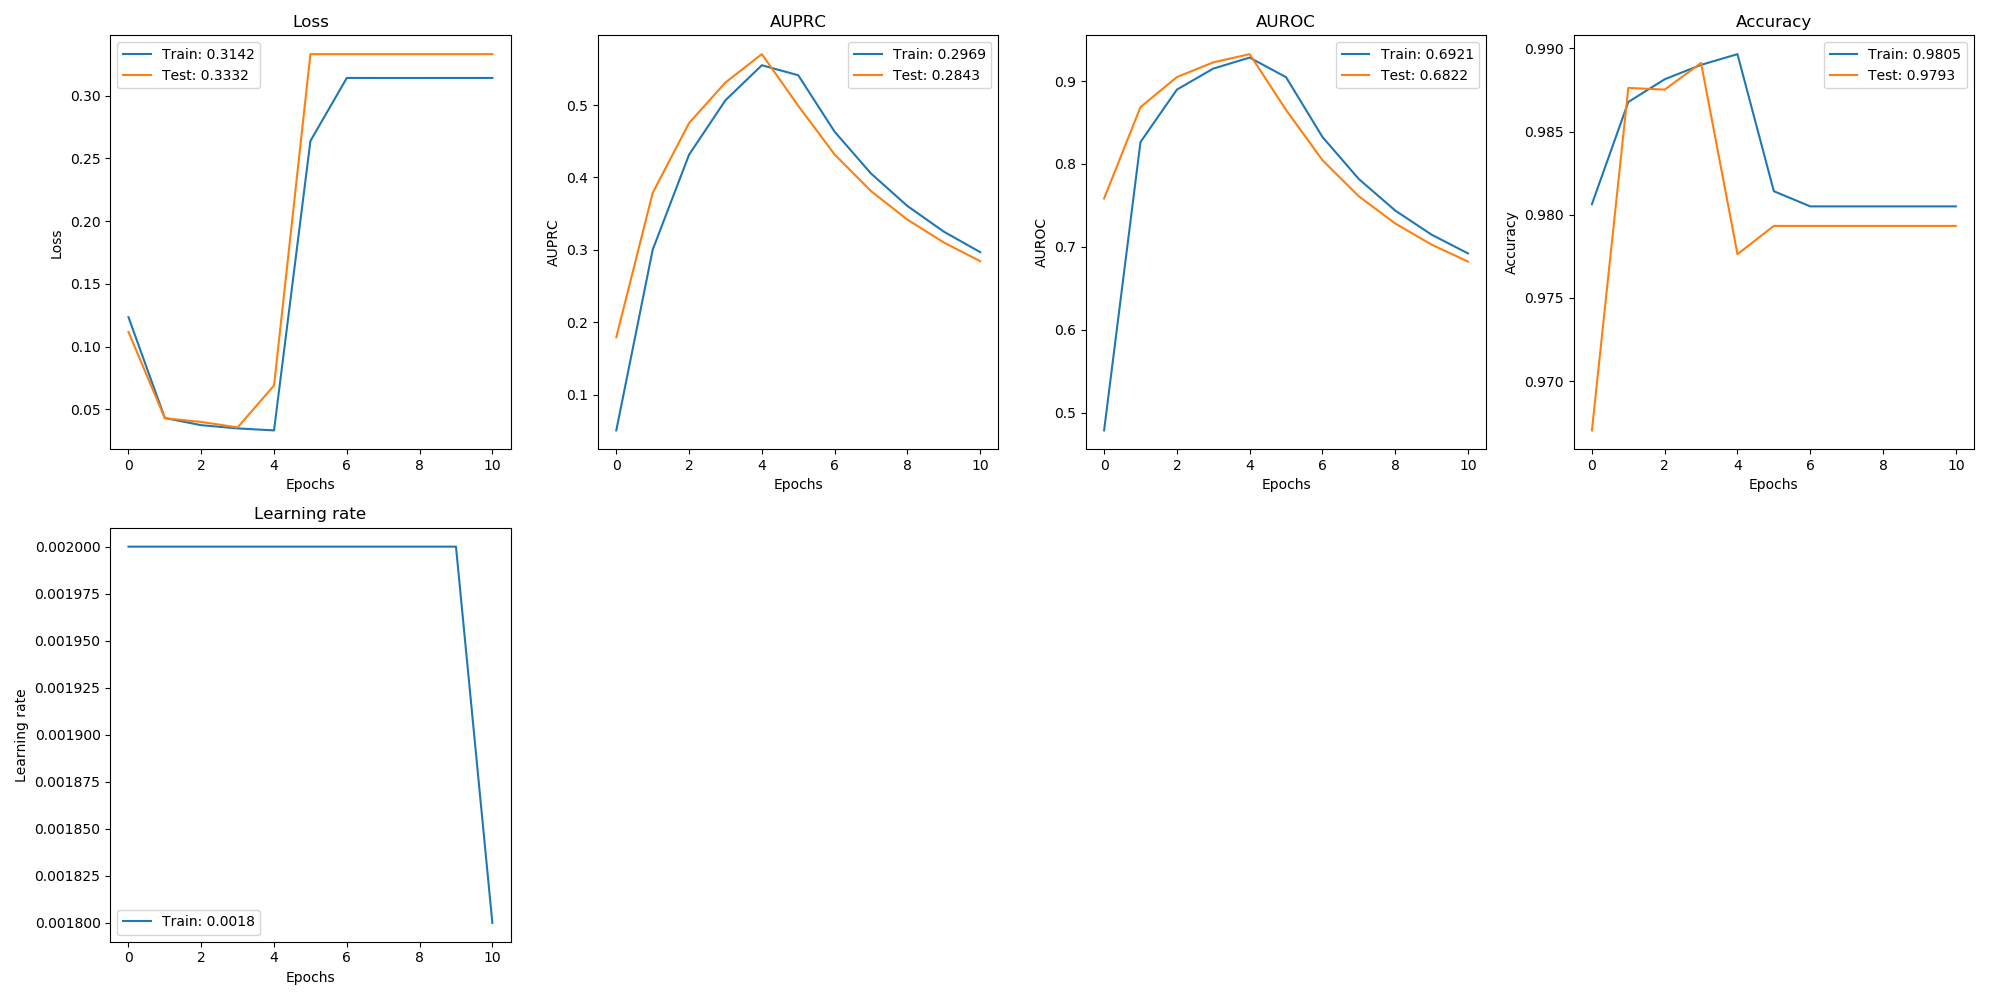 Loss
Train: 0.3142
Test: 0.3332
0.30
0.25
0.20
0.15
0.10
0.05
Loss
0 2 4 6 8 10
Epochs
AUPRC
Train: 0.2969
Test: 0.2843
0.5
0.4
0.3
0.2
0.1
AUPRC
0 2 4 6 8 10
Epochs
AUROC
Train: 0.6921
Test: 0.6822
0.9
0.8
0.7
0.6
0.5
AUROC
0 2 4 6 8 10
Epochs
Accuracy
Train: 0.9805
Test: 0.9793
0.990
0.985
0.980
0.975
0.970
Accuracy
0 2 4 6 8 10
Epochs
Learning rate
0.002000
0.001975
0.001950
0.001925
0.001900
0.001875
0.001850
0.001825
0.001800
Learning rate
Train: 0.0018
0 2 4 6 8 10
Epochs